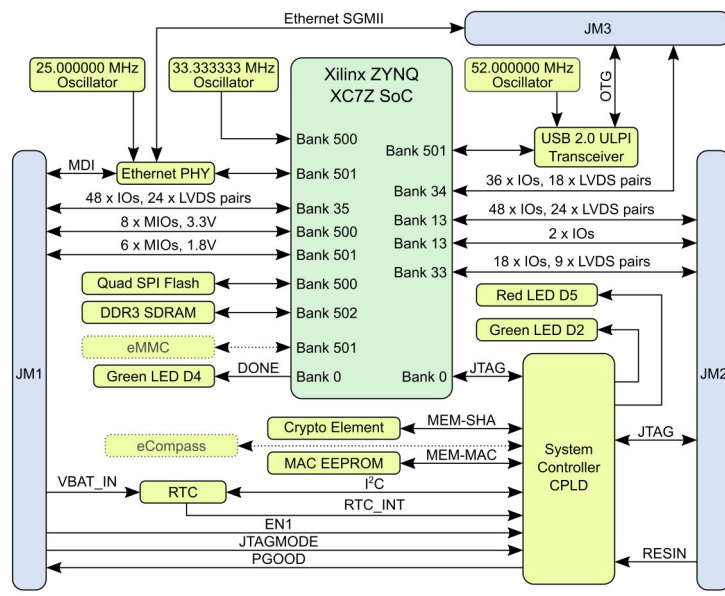 Ethernet SGMII
JM3
25.000000 MHz
Oscillator
33.333333 MHz
Oscillator
Xilinx ZYNQ
XC7Z SoC
52.000000 MHz
Oscillator
OTG
Bank 500
Bank 501
USB 2.0 ULPI
Transceiver
MDI
Ethernet PHY
Bank 501
Bank 34
36 x IOs, 18 x LVDS pairs
48 x IOs, 24 x LVDS pairs
Bank 35
Bank 13
48 x IOs, 24 x LVDS pairs
8 x MIOs, 3.3V
Bank 500
Bank 13
2 x IOs
6 x MIOs, 1.8V
Bank 501
Bank 33
18 x IOs, 9 x LVDS pairs
Quad SPI Flash
Bank 500
Red LED D5
DDR3 SDRAM
Bank 502
Green LED D2
eMMC
Bank 501
JM1
JM2
Green LED D4
DONE
Bank 0
Bank 0
JTAG
Crypto Element
MEM-SHA
eCompass
MAC EEPROM
MEM-MAC
System
Controller
CPLD
JTAG
VBAT_IN
RTC
I²C
RTC_INT
EN1
JTAGMODE
PGOOD
RESIN